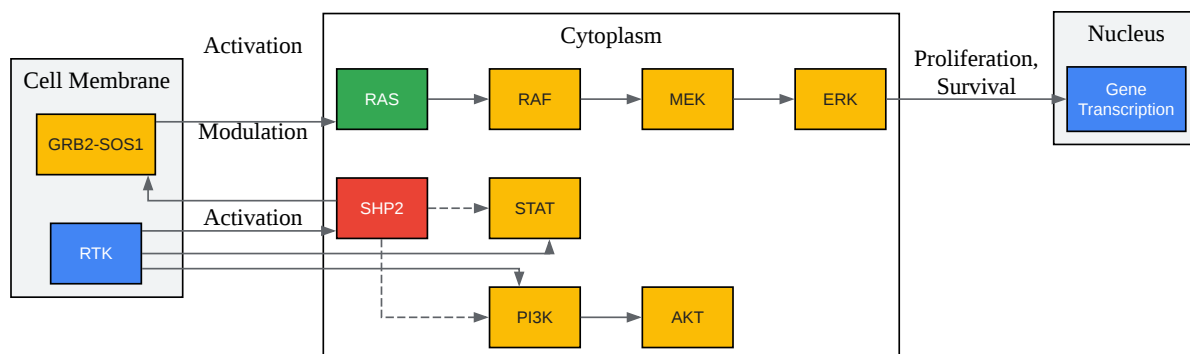 Activation
Cytoplasm
Nucleus
Cell Membrane
Proliferation,
Survival
RAS
RAF
MEK
ERK
Gene
Transcription
Modulation
GRB2-SOS1
SHP2
STAT
Activation
RTK
PI3K
AKT